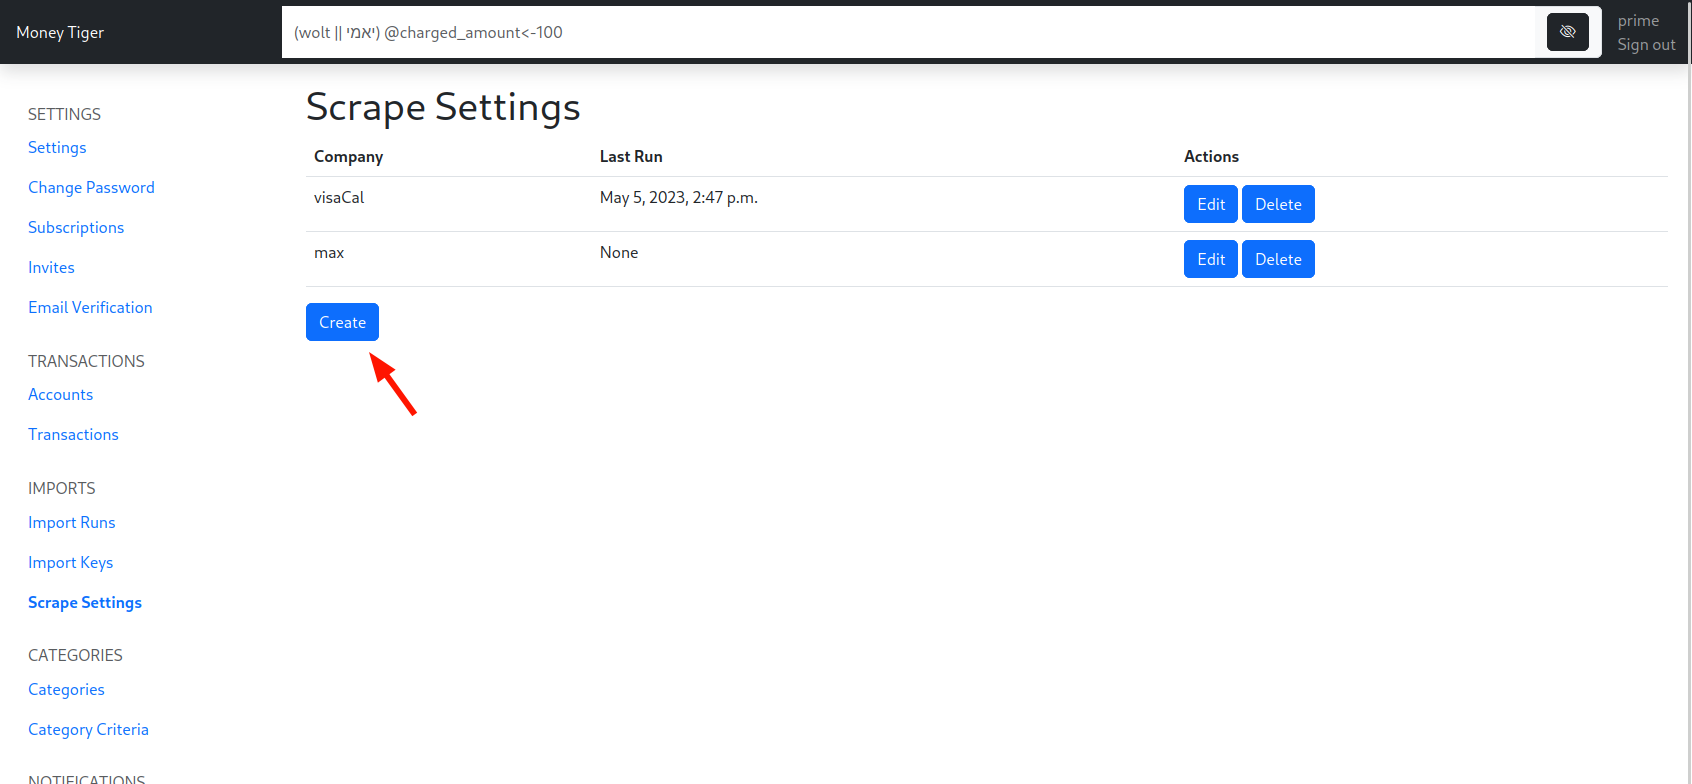 Money Tiger
(wolt || יאמי) @charged_amount<-100
prime
Sign out
SETTINGS
Settings
Change Password
Subscriptions
Invites
Email Verification
TRANSACTIONS
Accounts
Transactions
IMPORTS
Import Runs
Import Keys
Scrape Settings
CATEGORIES
Categories
Category Criteria
NOTIFICATIONS
Scrape Settings
Company Last Run Actions
visaCal May 5, 2023, 2:47 p.m. Edit Delete
max None Edit Delete
Create